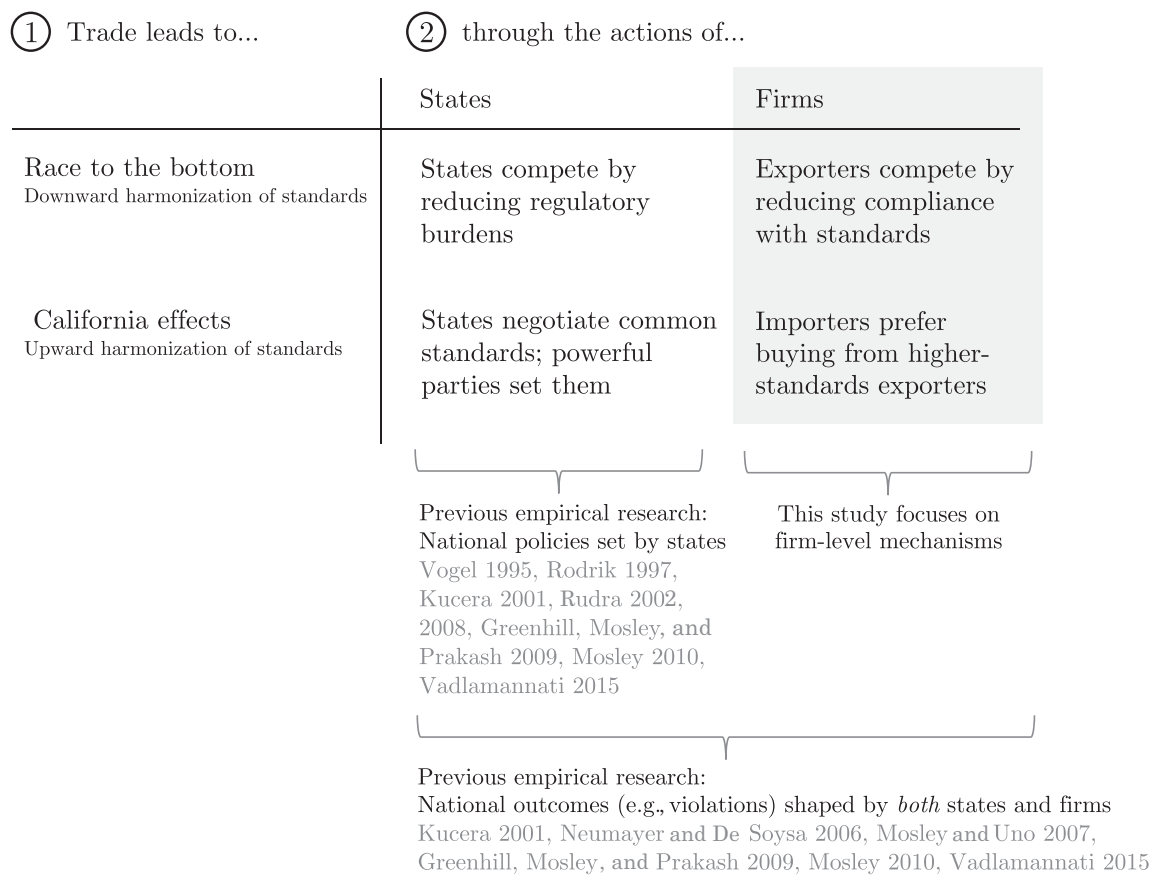 1 Trade leads to...
2 through the actions of...
States
Firms
Race to the bottom
Downward harmonization of standards
States compete by
reducing regulatory
burdens
Exporters compete by
reducing compliance
with standards
California effects
Upward harmonization of standards
States negotiate common
standards; powerful
parties set them
Importers prefer
buying from higher-
standards exporters
Previous empirical research:
National policies set by states
Vogel 1995, Rodrik 1997,
Kucera 2001, Rudra 2002,
2008, Greenhill, Mosley, and
Prakash 2009, Mosley 2010,
Vadlamannati 2015
This study focuses on
firm-level mechanisms
Previous empirical research:
National outcomes (e.g., violations) shaped by both states and firms
Kucera 2001, Neumayer and De Soysa 2006, Mosley and Uno 2007,
Greenhill, Mosley, and Prakash 2009, Mosley 2010, Vadlamannati 2015